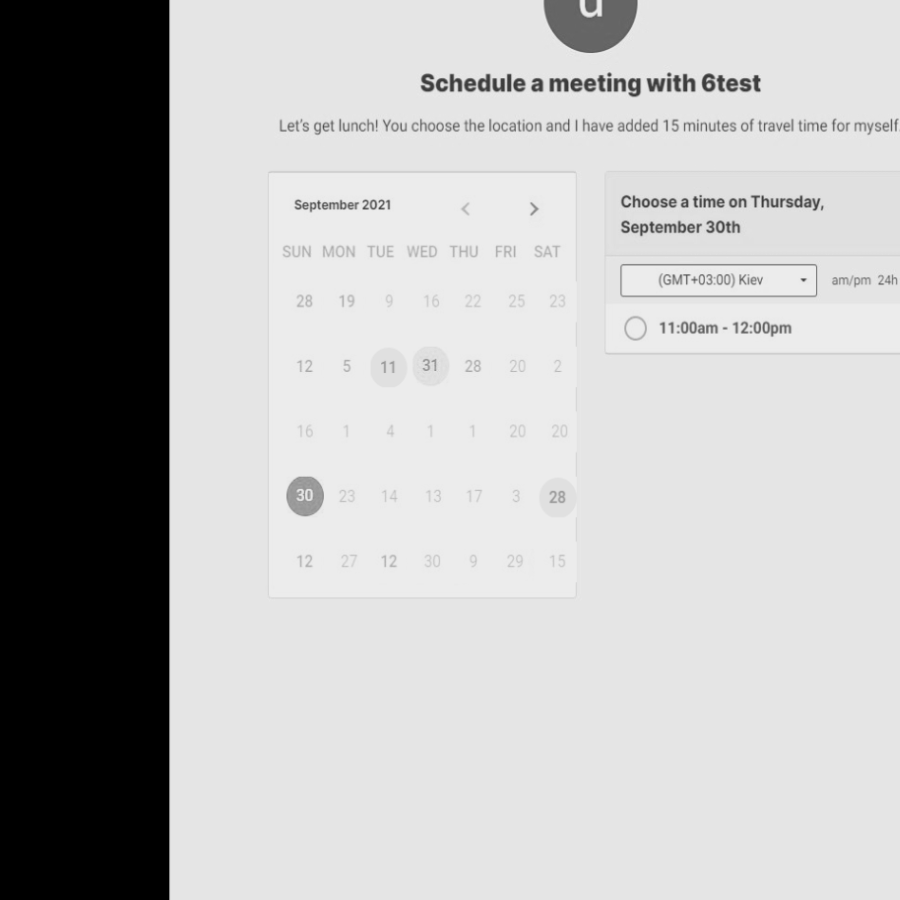 Schedule a meeting with 6test
Let's get lunch! You choose the location and I have added 15 minutes of travel time for myself.
September 2021
SUN MON TUE WED THU FRI SAT
28 19 9 16 22 25 23
12 5 11 31 28 20 2
16 1 4 1 1 20 20
30 23 14 13 17 3 28
12 27 12 30 9 29 15
Choose a time on Thursday,
September 30th
(GMT+03:00) Kiev am/pm 24h
11:00am - 12:00pm